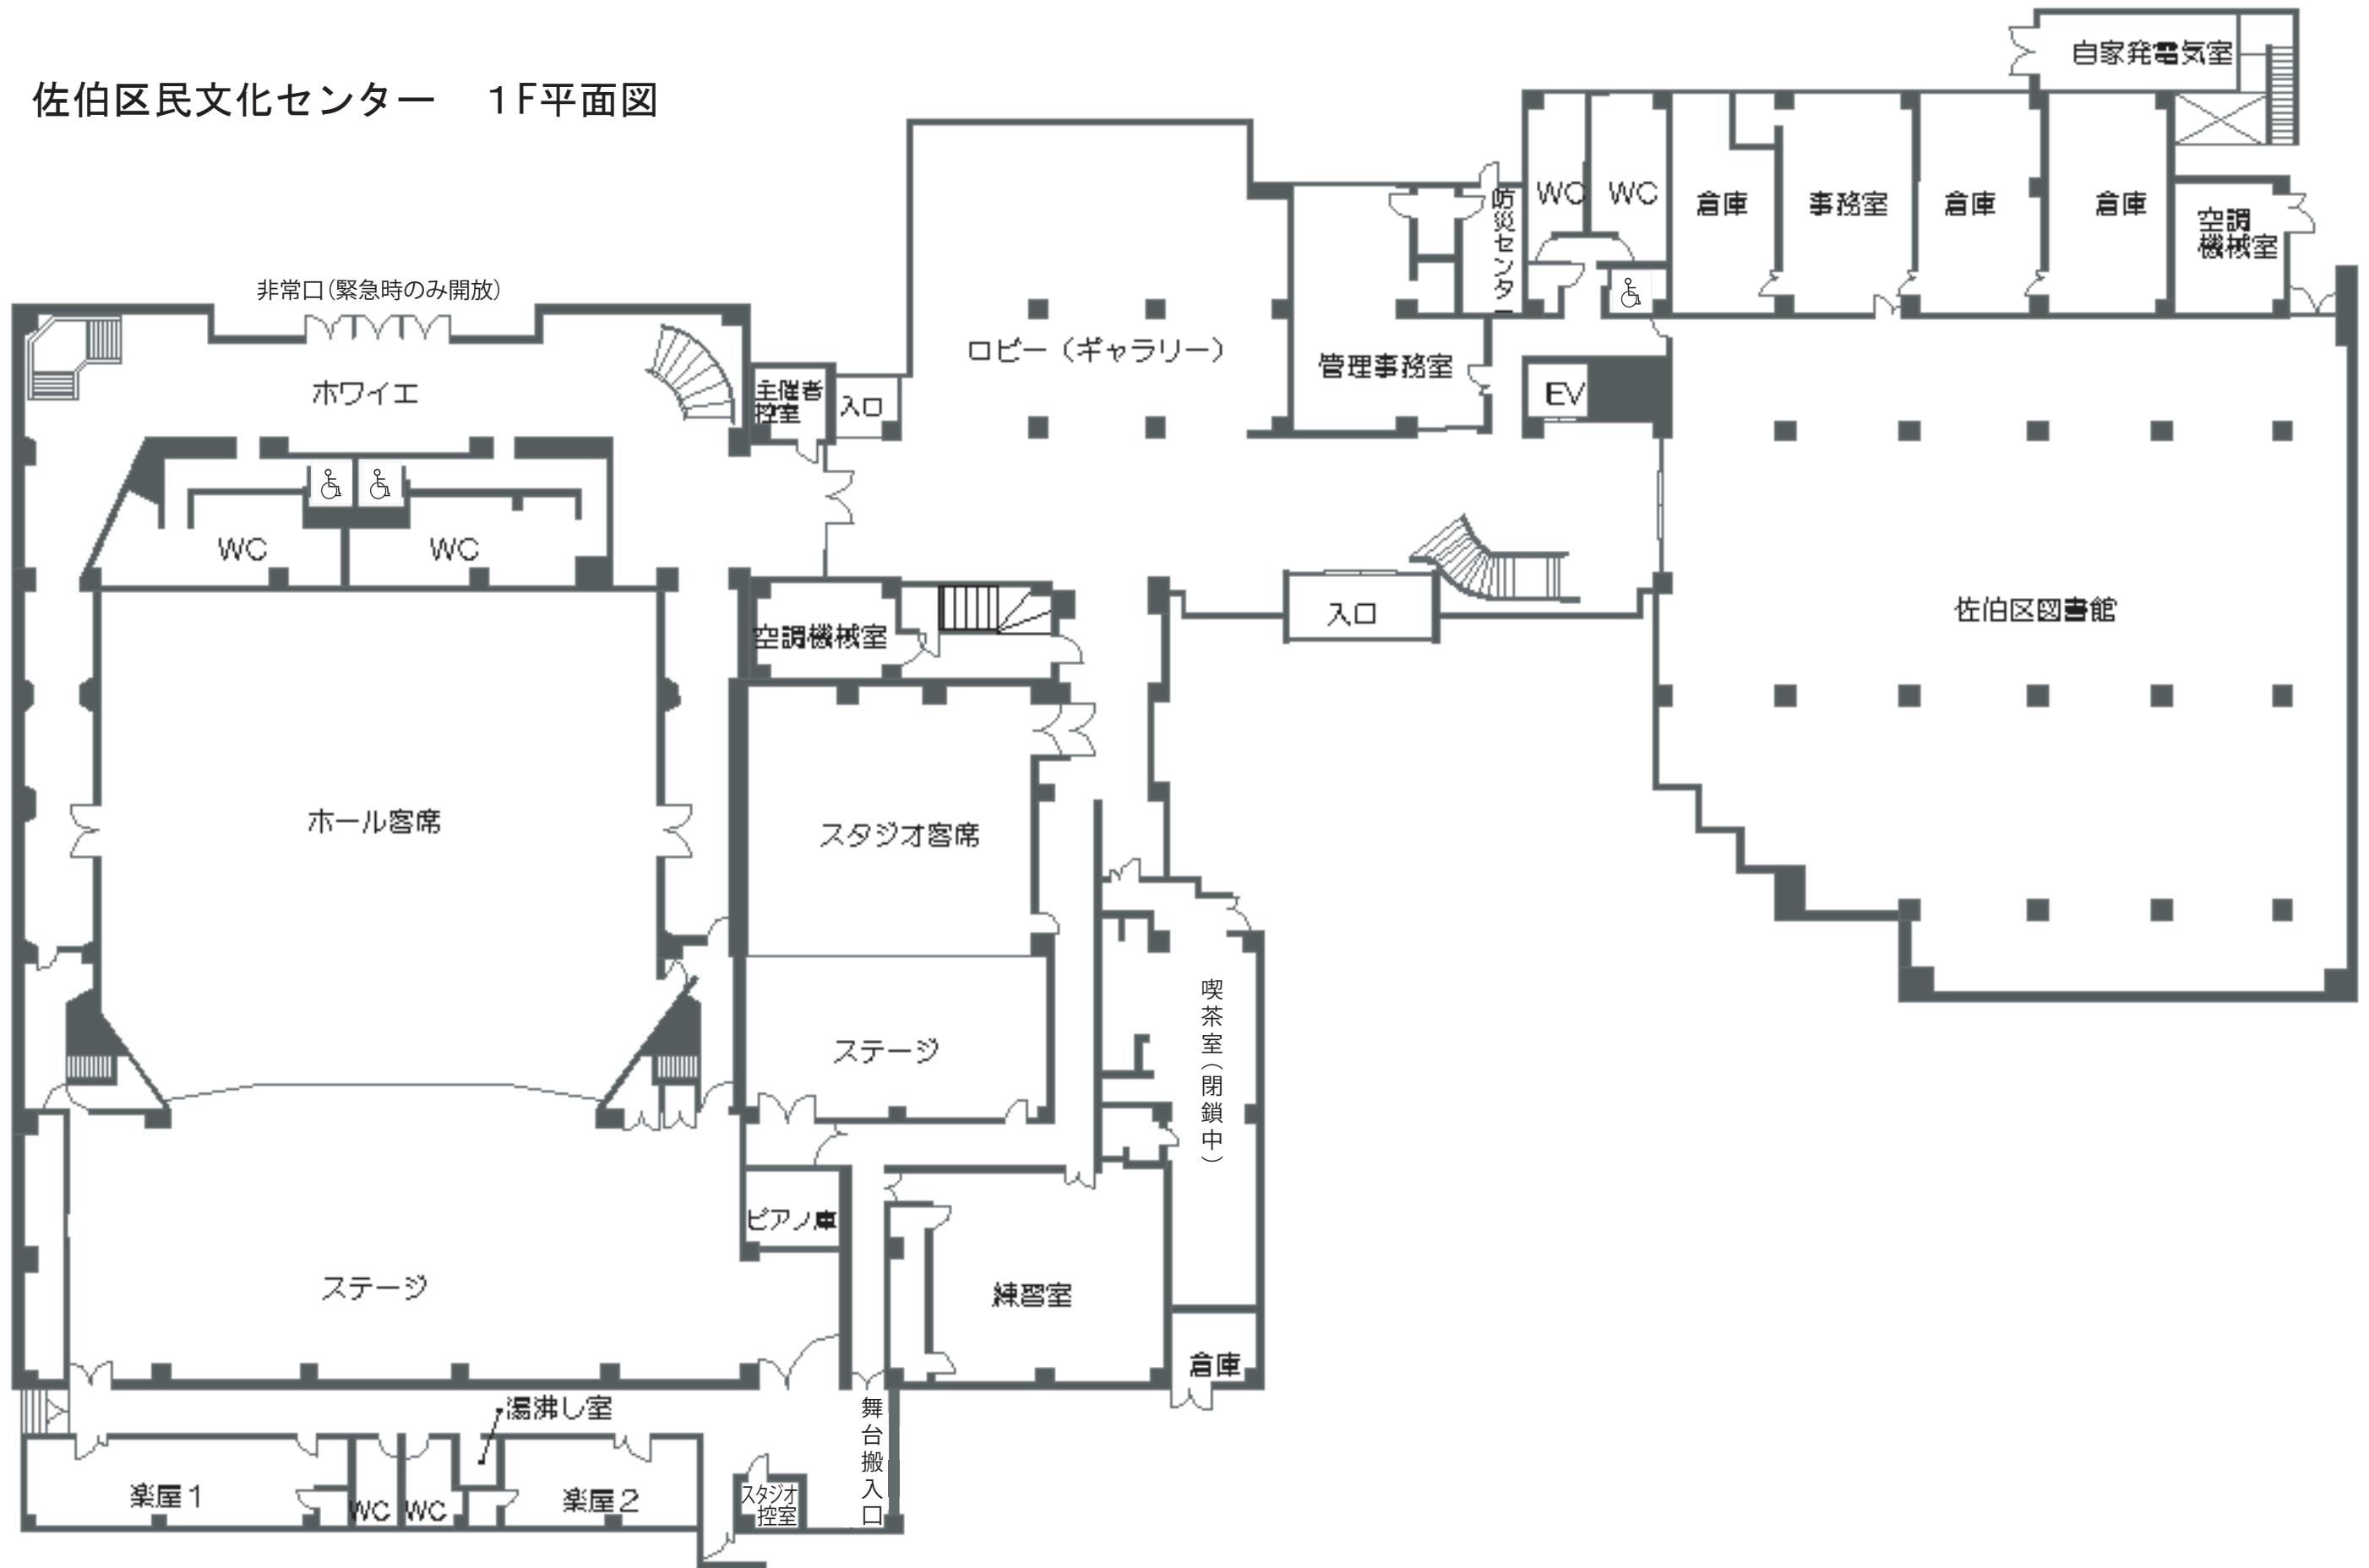 佐伯区民文化センター　1F平面図
自家発電気室
WC
WC
倉庫
事務室
倉庫
倉庫
空調
機械室
防災センター
非常口（緊急時のみ開放）
ホワイエ
主催者
控室
入口
ロビー（ギャラリー）
管理事務室
EV
WC
WC
空調機械室
入口
佐伯区図書館
ホール客席
スタジオ客席
ステージ
喫茶室（閉鎖中）
ピアノ庫
ステージ
練習室
倉庫
湯沸し室
舞台搬入口
楽屋1
WC
WC
楽屋2
スタジオ
控室